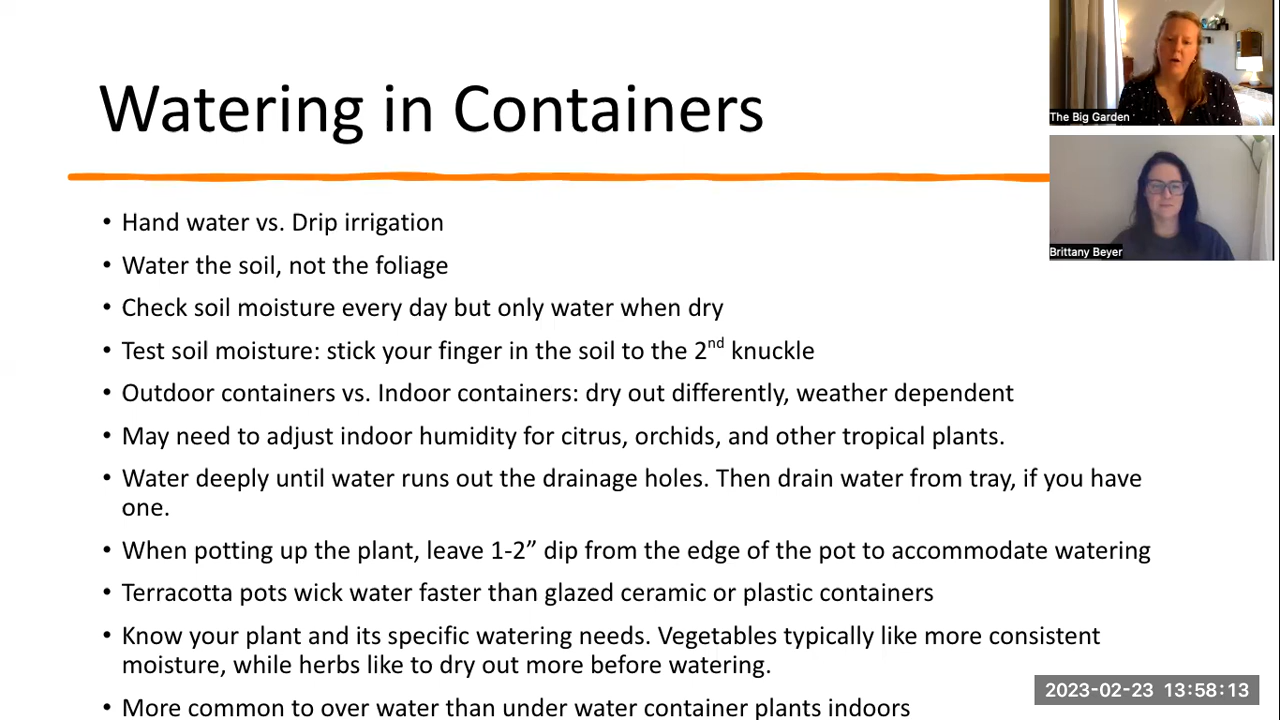 Watering in Containers
The Big Garden
Brittany Beyer
• Hand water vs. Drip irrigation
• Water the soil, not the foliage
• Check soil moisture every day but only water when dry
• Test soil moisture: stick your finger in the soil to the 2nd knuckle
• Outdoor containers vs. Indoor containers: dry out differently, weather dependent
• May need to adjust indoor humidity for citrus, orchids, and other tropical plants.
• Water deeply until water runs out the drainage holes. Then drain water from tray, if you have
one.
• When potting up the plant, leave 1-2” dip from the edge of the pot to accommodate watering
• Terracotta pots wick water faster than glazed ceramic or plastic containers
• Know your plant and its specific watering needs. Vegetables typically like more consistent
moisture, while herbs like to dry out more before watering.
• More common to over water than under water container plants indoors
2023-02-23 13:58:13